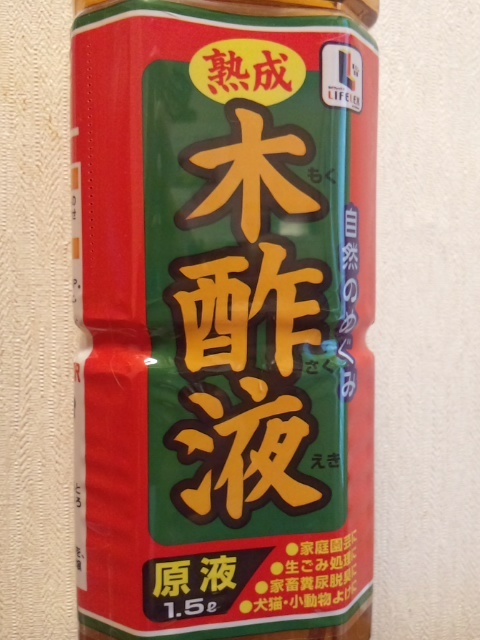 熟成
LIFELEX
木酢液
もくさくえき
自然のめぐみ
原液
1.5ℓ
●家庭園芸に
●生ごみ処理に
●家畜糞尿脱臭に
●犬猫・小動物よけに